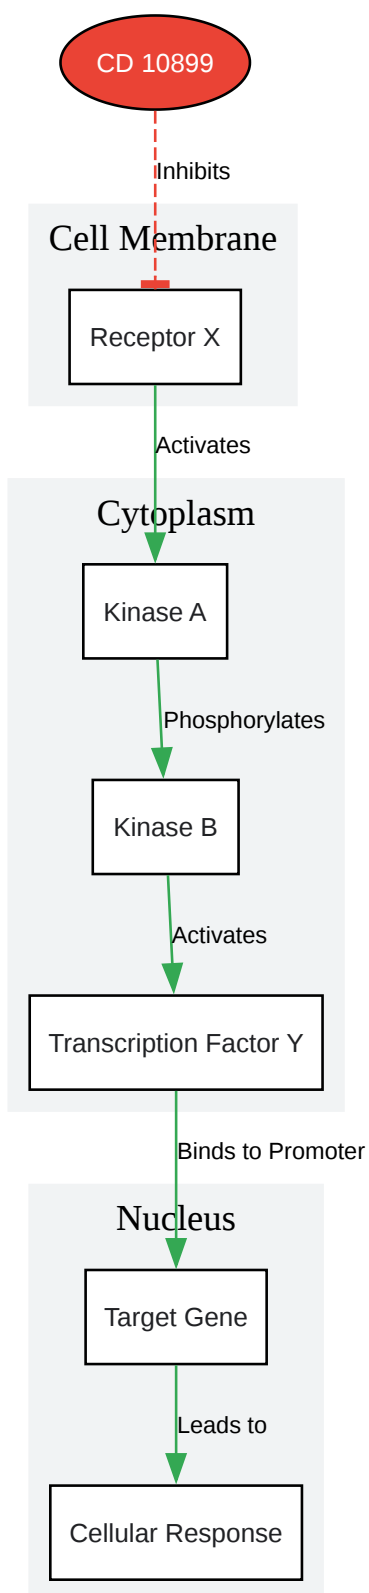 CD 10899
Inhibits
Cell Membrane
Receptor X
Activates
Cytoplasm
Kinase A
Phosphorylates
Kinase B
Activates
Transcription Factor Y
Binds to Promoter
Nucleus
Target Gene
Leads to
Cellular Response